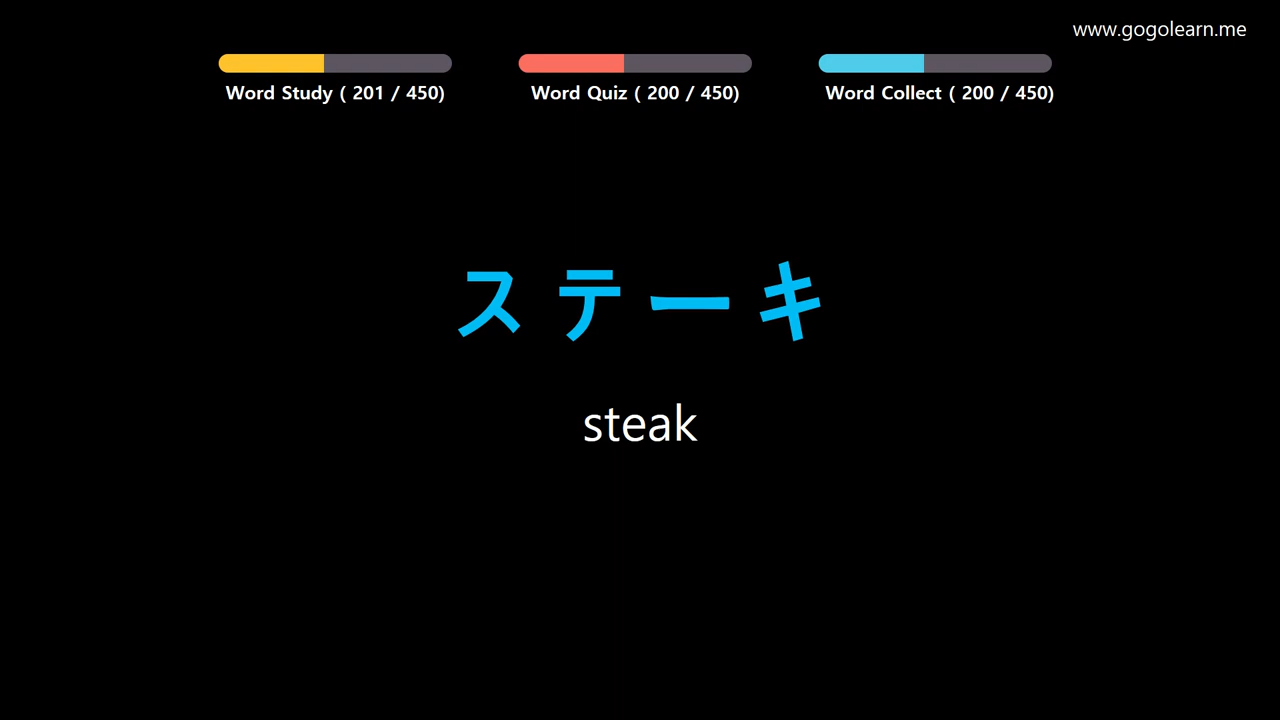 www.gogolearn.me
Word Study ( 201 / 450)
Word Quiz ( 200 / 450)
Word Collect ( 200 / 450)
ステーキ
steak